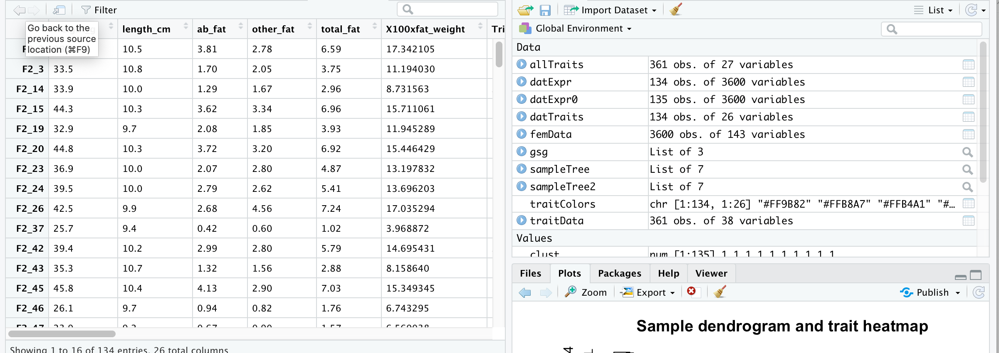 Filter
Go back to the
previous source
location (⌘F9)
length_cm ab_fat other_fat total_fat X100xfat_weight Tri
10.5 3.81 2.78 6.59 17.342105
F2_3 33.5 10.8 1.70 2.05 3.75 11.194030
F2_14 33.9 10.0 1.29 1.67 2.96 8.731563
F2_15 44.3 10.3 3.62 3.34 6.96 15.711061
F2_19 32.9 9.7 2.08 1.85 3.93 11.945289
F2_20 44.8 10.3 3.72 3.20 6.92 15.446429
F2_23 36.9 10.0 2.07 2.80 4.87 13.197832
F2_24 39.5 10.0 2.79 2.62 5.41 13.696203
F2_26 42.5 9.9 2.68 4.56 7.24 17.035294
F2_37 25.7 9.4 0.42 0.60 1.02 3.968872
F2_42 39.4 10.2 2.99 2.80 5.79 14.695431
F2_43 35.3 10.7 1.32 1.56 2.88 8.158640
F2_45 45.8 10.4 4.13 2.90 7.03 15.349345
F2_46 26.1 9.7 0.94 0.82 1.76 6.743295
Showing 1 to 16 of 134 entries, 26 total columns
Import Dataset List
Global Environment
Data
allTraits 361 obs. of 27 variables
datExpr 134 obs. of 3600 variables
datExpr0 135 obs. of 3600 variables
datTraits 134 obs. of 26 variables
femData 3600 obs. of 143 variables
gsg List of 3
sampleTree List of 7
sampleTree2 List of 7
traitColors chr [1:134, 1:26] "#FF9B82" "#FFB8A7" "#FFB4A1" "#…
traitData 361 obs. of 38 variables
Values
clust num [1:135] 1 1 1 1 1 1 1 1 1 1
Files Plots Packages Help Viewer
Zoom Export Publish
Sample dendrogram and trait heatmap